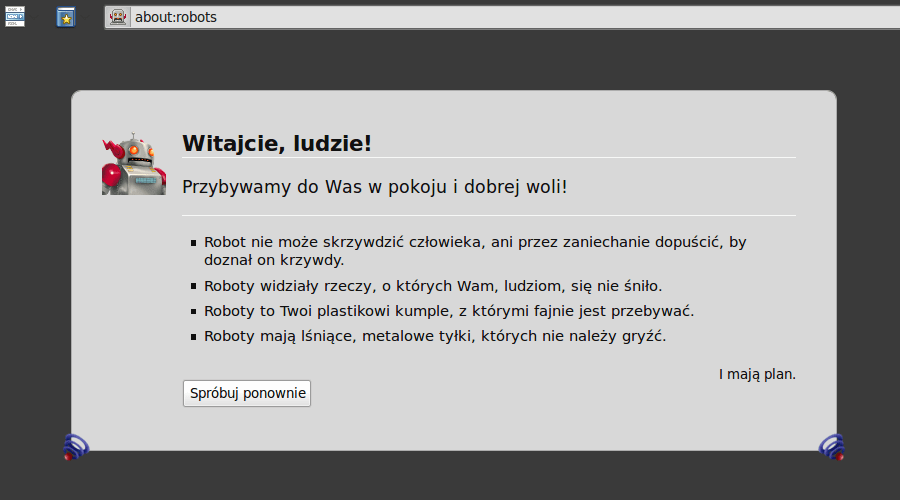 about:robots
Witajcie, ludzie!
Przybywamy do Was w pokoju i dobrej woli!
Robot nie może skrzywdzić człowieka, ani przez zaniechanie dopuścić, by
doznał on krzywdy.
Roboty widziały rzeczy, o których Wam, ludziom, się nie śniło.
Roboty to Twoi plastikowi kumple, z którymi fajnie jest przebywać.
Roboty mają lśniące, metalowe tyłki, których nie należy gryźć.
I mają plan.
Spróbuj ponownie